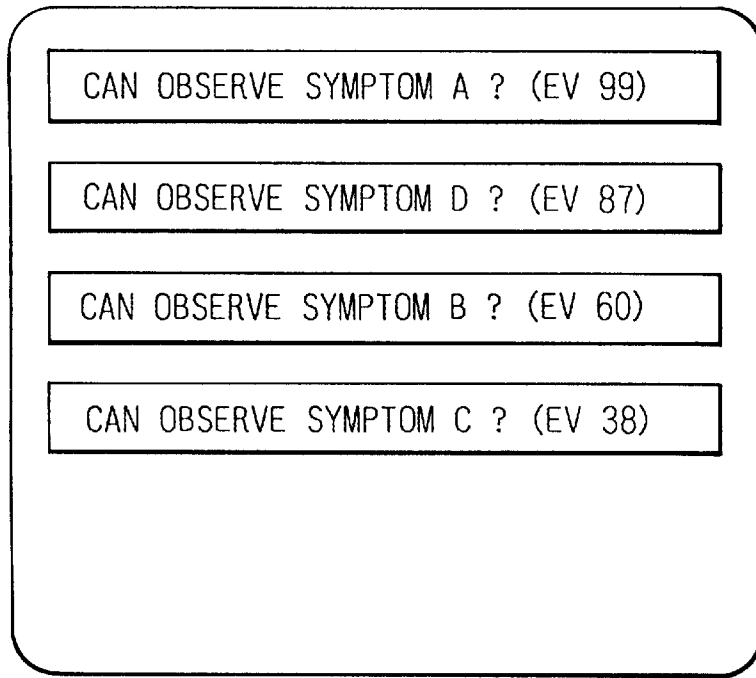 CAN OBSERVE SYMPTOM A ? (EV 99)
CAN OBSERVE SYMPTOM D ? (EV 87)
CAN OBSERVE SYMPTOM B ? (EV 60)
CAN OBSERVE SYMPTOM C ? (EV 38)